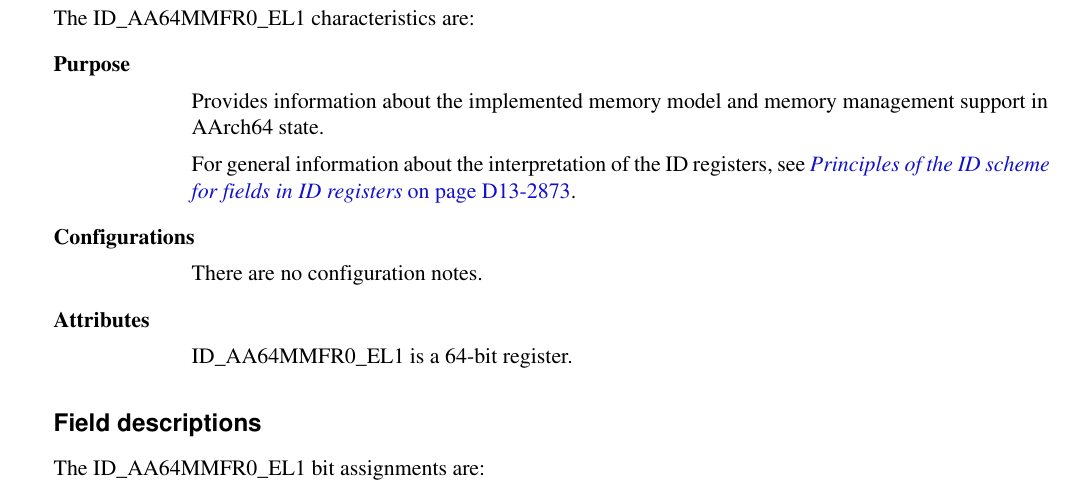 The ID_AA64MMFR0_EL1 characteristics are:
Purpose
Provides information about the implemented memory model and memory management support in
AArch64 state.
For general information about the interpretation of the ID registers, see Principles of the ID scheme
for fields in ID registers on page D13-2873.
Configurations
There are no configuration notes.
Attributes
ID_AA64MMFR0_EL1 is a 64-bit register.
Field descriptions
The ID_AA64MMFR0_EL1 bit assignments are: